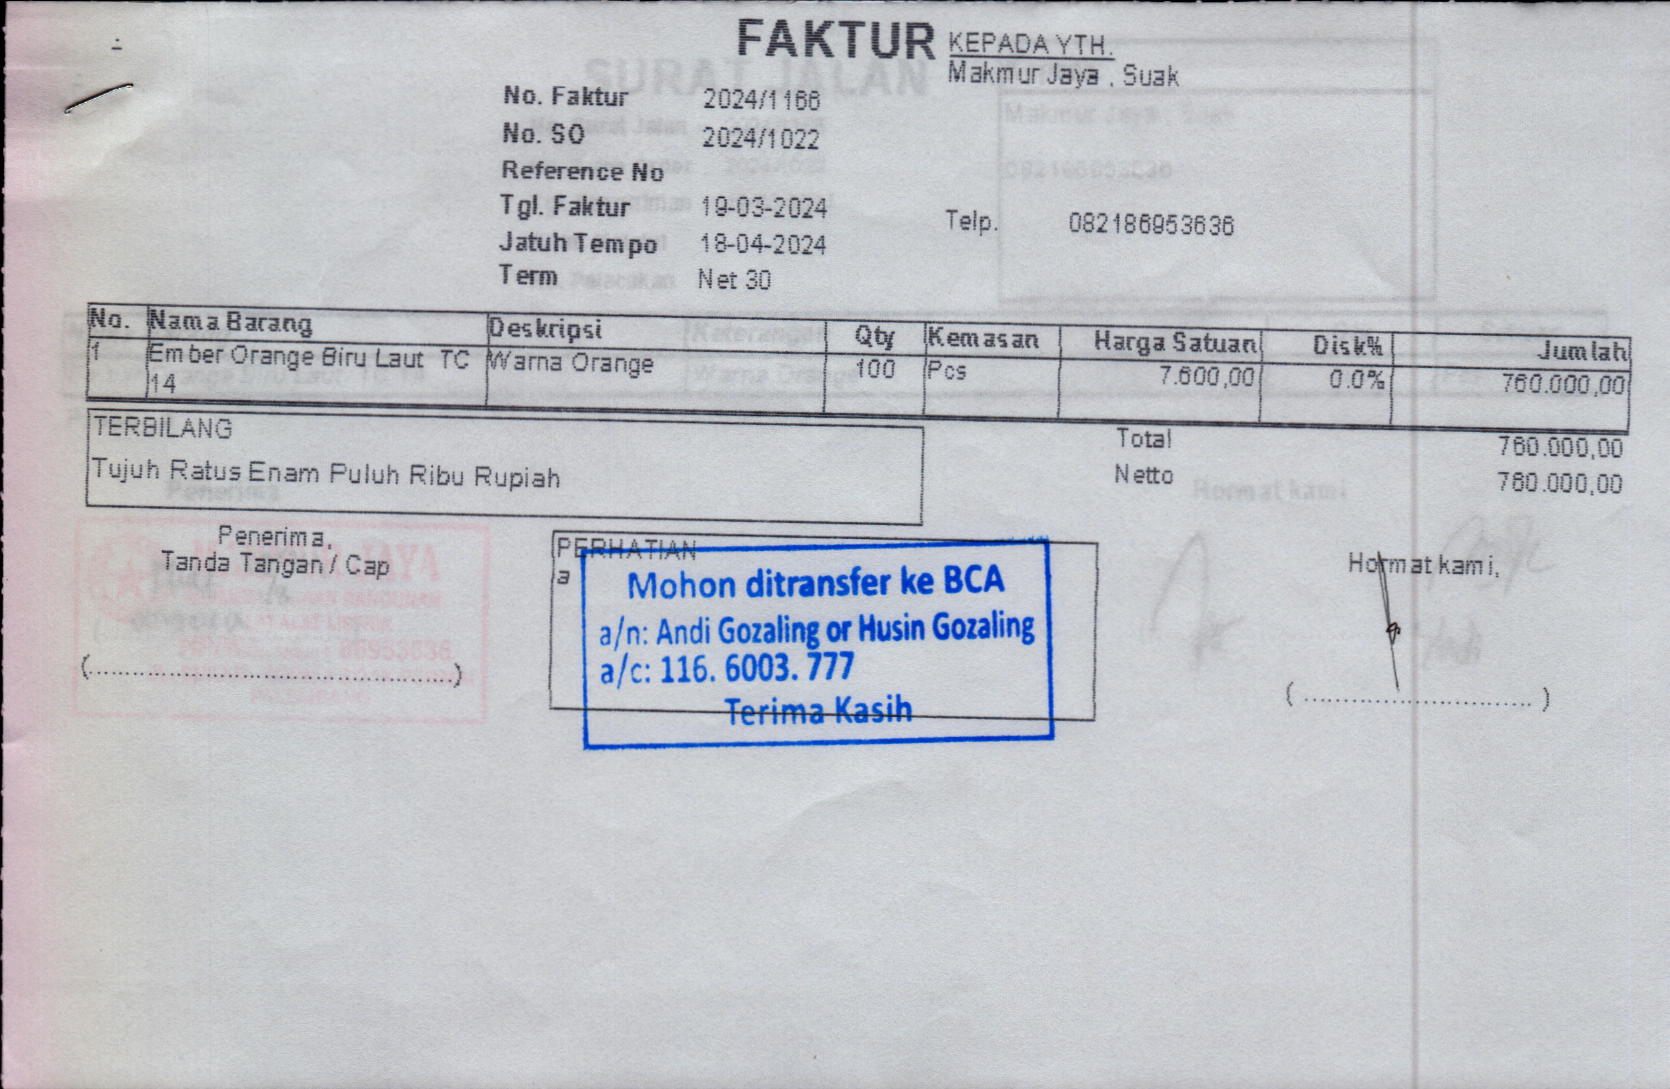 FAKTUR
KEPADA YTH.
Makmur Jaya , Suak
No. Faktur 2024/1166
No. SO 2024/1022
Reference No
Tgl. Faktur 19-03-2024
Jatuh Tempo 18-04-2024
Term Net 30
Telp. 082186953636
No. Nama Barang Deskripsi Qty Kemasan Harga Satuan Disk% Jumlah
1 Ember Orange Biru Laut TC Warna Orange 100 Pcs 7.600,00 0.0% 760.000,00
14
TERBILANG
Tujuh Ratus Enam Puluh Ribu Rupiah
Total 760.000,00
Netto 760.000,00
Penerima,
Tanda Tangan / Cap
(..........................................)
PERHATIAN
a
Mohon ditransfer ke BCA
a/n: Andi Gozaling or Husin Gozaling
a/c: 116. 6003. 777
Terima Kasih
Hormat kami,
( .............................. )
SURAT JALAN